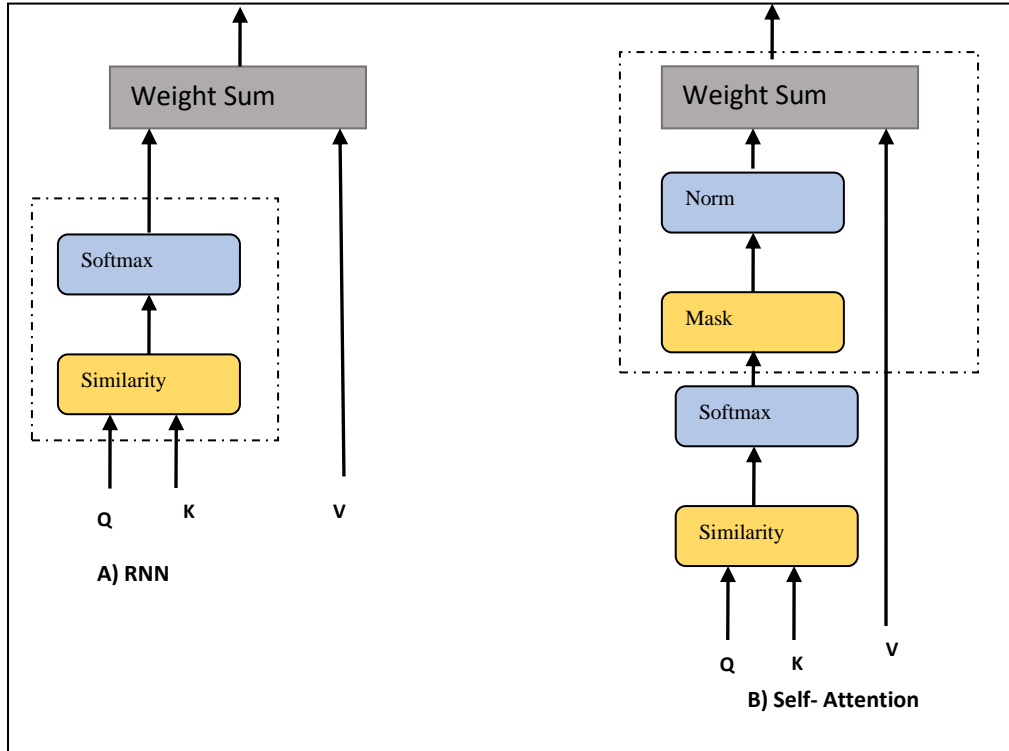 Weight Sum
Softmax
Similarity
Q
K
V
A) RNN
Weight Sum
Norm
Mask
Softmax
Similarity
Q
K
V
B) Self- Attention